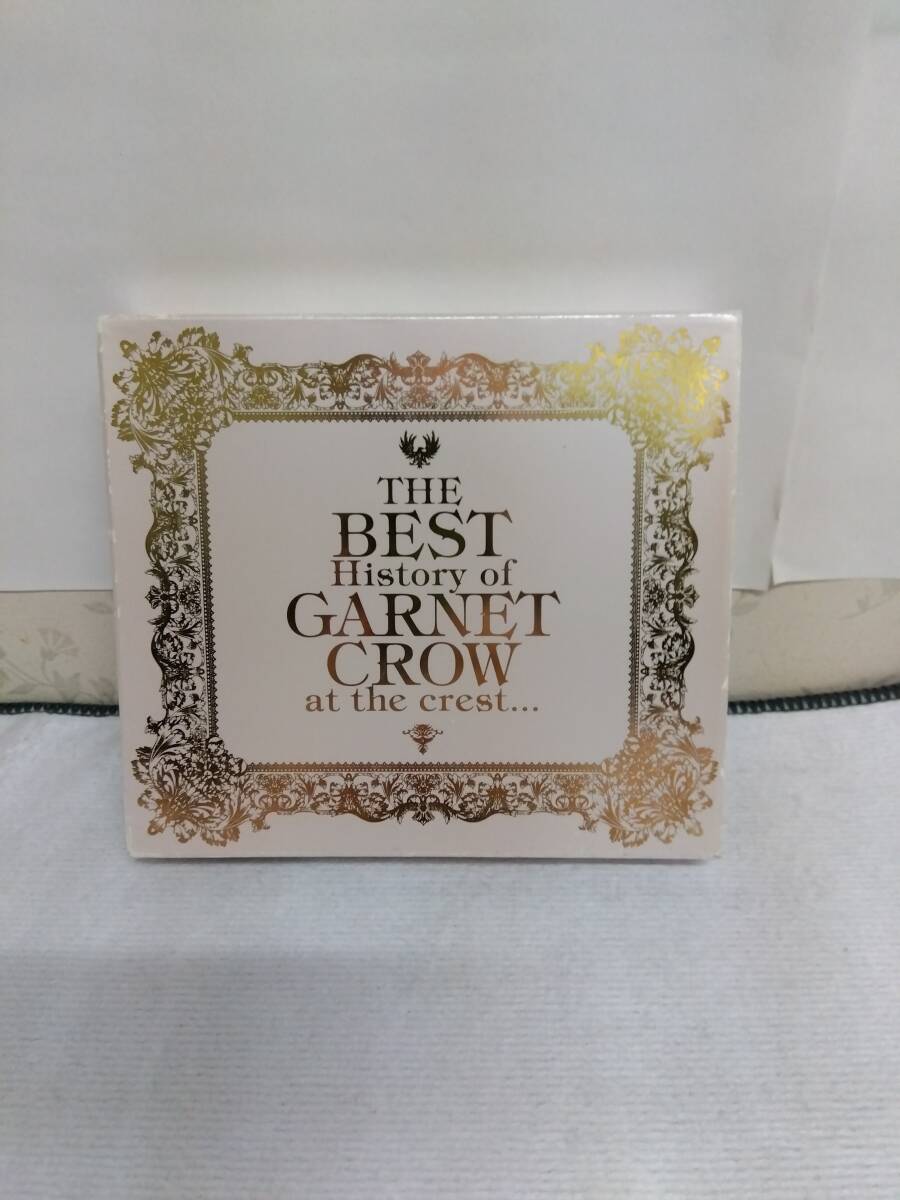 THE
BEST
History of
GARNET
CROW
at the crest...